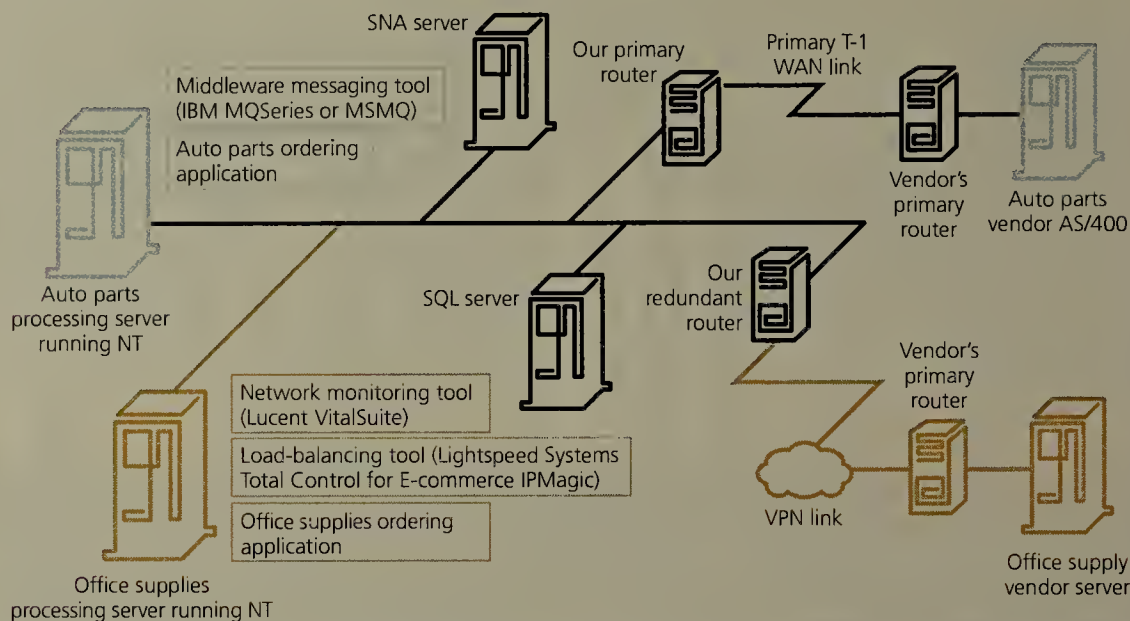 SNA server
Our primary
router
Primary T-1
WAN link
Middleware messaging tool
(IBM MQSeries or MSMQ)
Auto parts ordering
application
Vendor's
primary
router
Auto parts
vendor AS/400
Auto parts
processing server
running NT
SQL server
Our
redundant
router
Vendor's
primary
router
Network monitoring tool
(Lucent VitalSuite)
Load-balancing tool (Lightspeed Systems
Total Control for E-commerce IPMagic)
Office supplies ordering
application
VPN link
Office supplies
processing server running NT
Office supply
vendor server